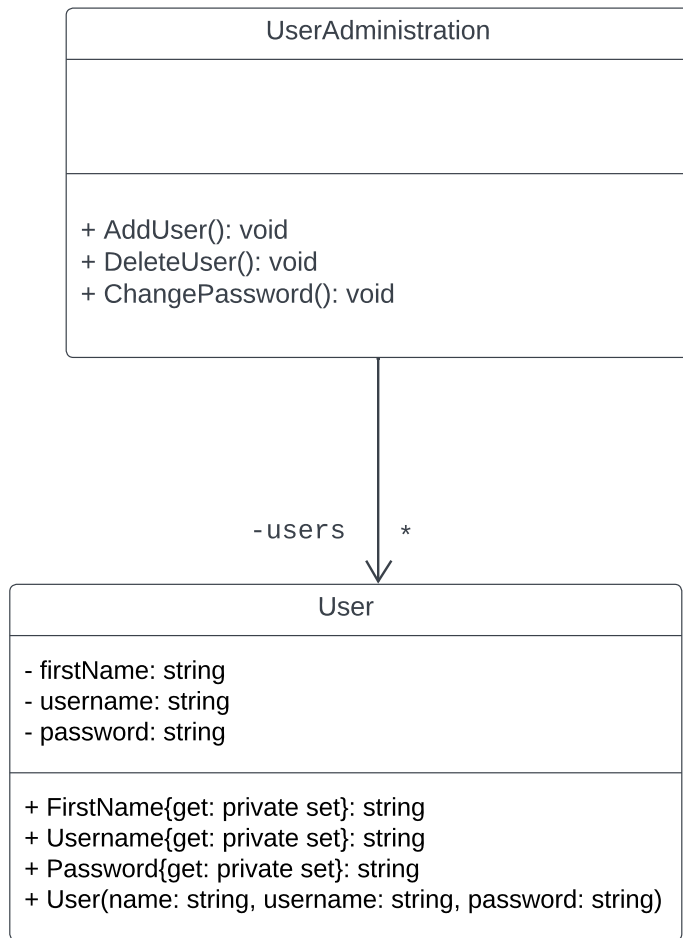 UserAdministration
+ AddUser(): void
+ DeleteUser(): void
+ ChangePassword(): void
-users *
User
- firstName: string
- username: string
- password: string
+ FirstName{get: private set}: string
+ Username{get: private set}: string
+ Password{get: private set}: string
+ User(name: string, username: string, password: string)